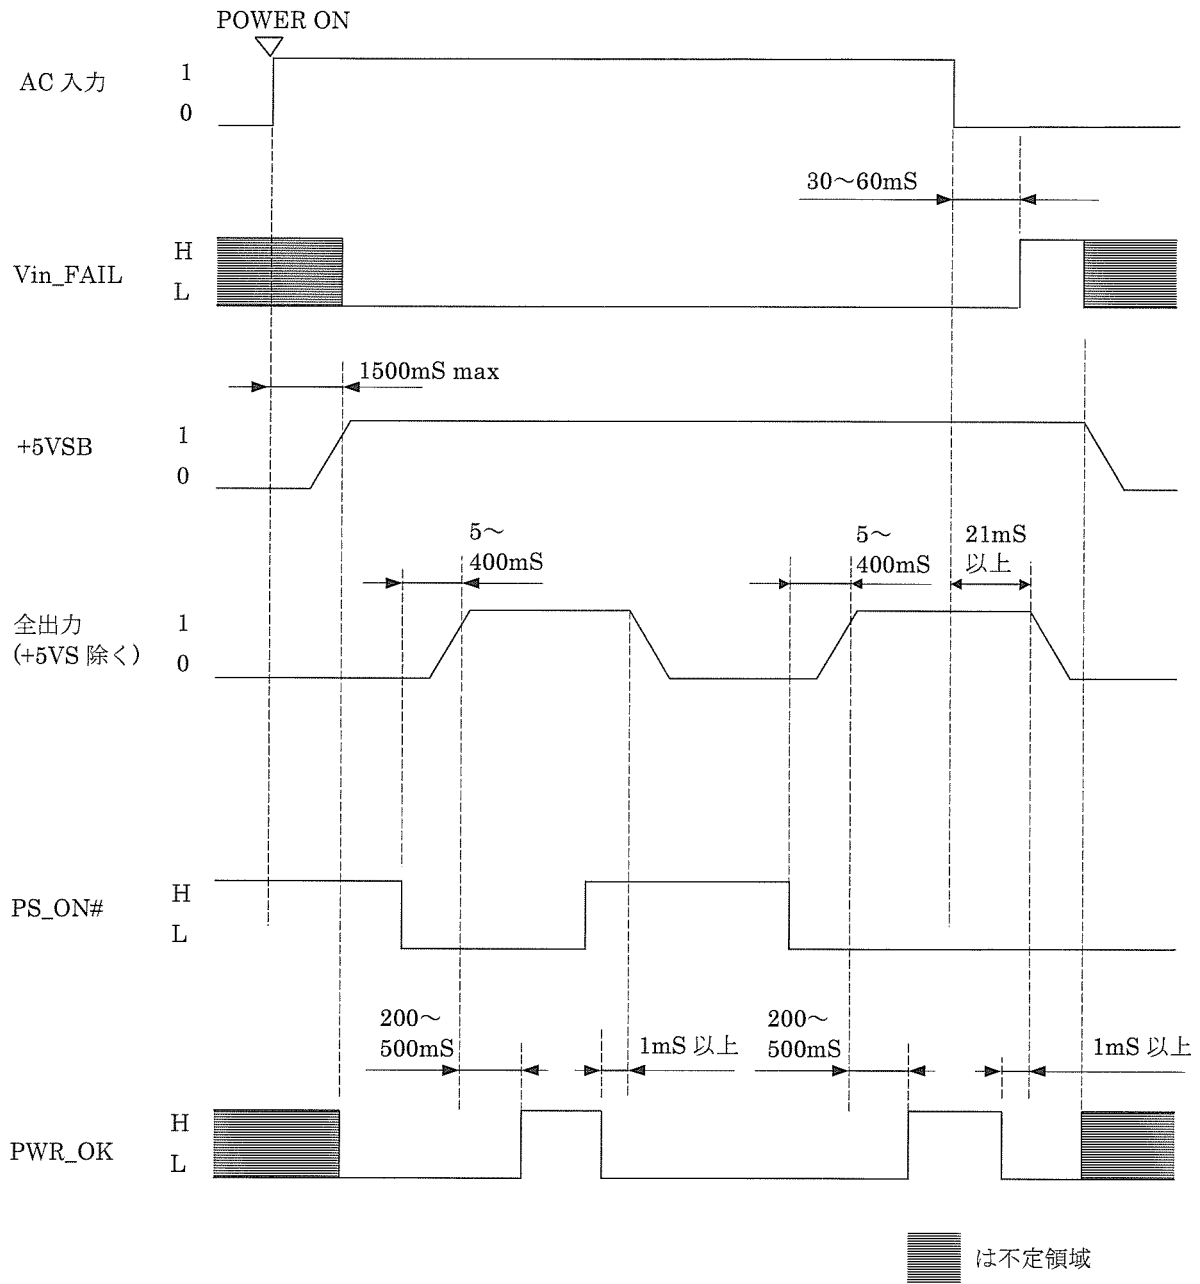 POWER ON
AC 入力
1
0
30～60mS
Vin_FAIL
H
L
1500mS max
+5VSB
1
0
5～
400mS
5～
400mS
21mS
以上
全出力
(+5VS 除く)
1
0
PS_ON#
H
L
200～
500mS
1mS 以上
200～
500mS
1mS 以上
PWR_OK
H
L
は不定領域